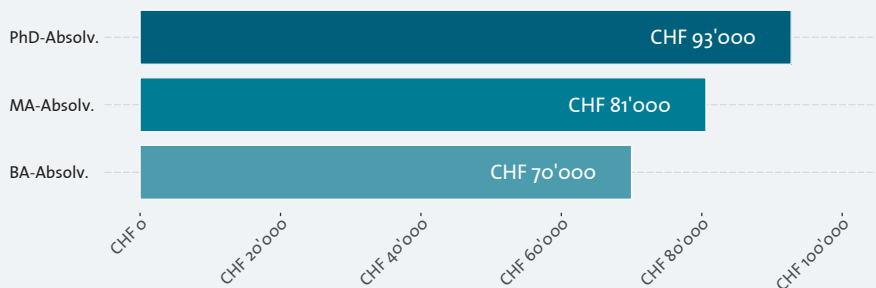 PhD-Absolv.
CHF 93'000
MA-Absolv.
CHF 81'000
BA-Absolv.
CHF 70'000
CHF 0
CHF 20'000
CHF 40'000
CHF 60'000
CHF 80'000
CHF 100'000